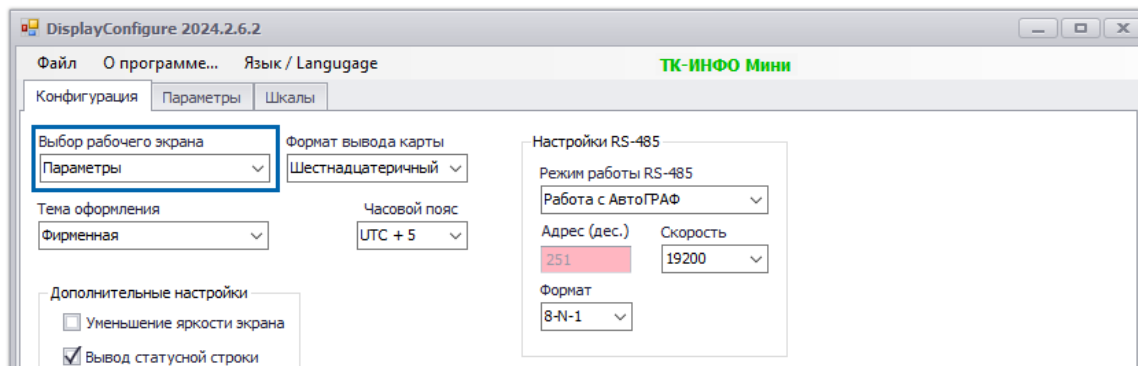 DisplayConfigure 2024.2.6.2
Файл О программе... Язык / Langugage ТК-ИНФО Мини
Конфигурация Параметры Шкалы
Выбор рабочего экрана Формат вывода карты Настройки RS-485
Параметры Шестнадцатеричный Режим работы RS-485
Работа с АвтоГРАФ
Тема оформления Часовой пояс
Фирменная UTC + 5 Адрес (дес.) Скорость
251 19200
Дополнительные настройки Формат
Уменьшение яркости экрана 8-N-1
Вывод статусной строки